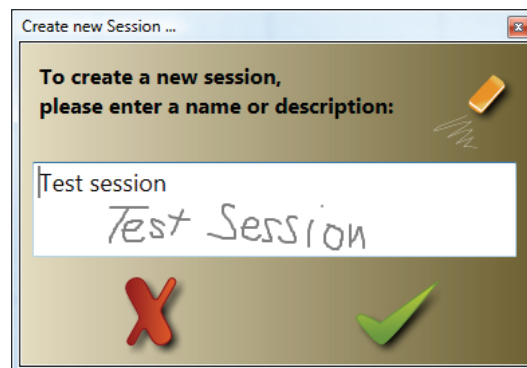 Create new Session ...
To create a new session,
please enter a name or description:
Test session
Test Session